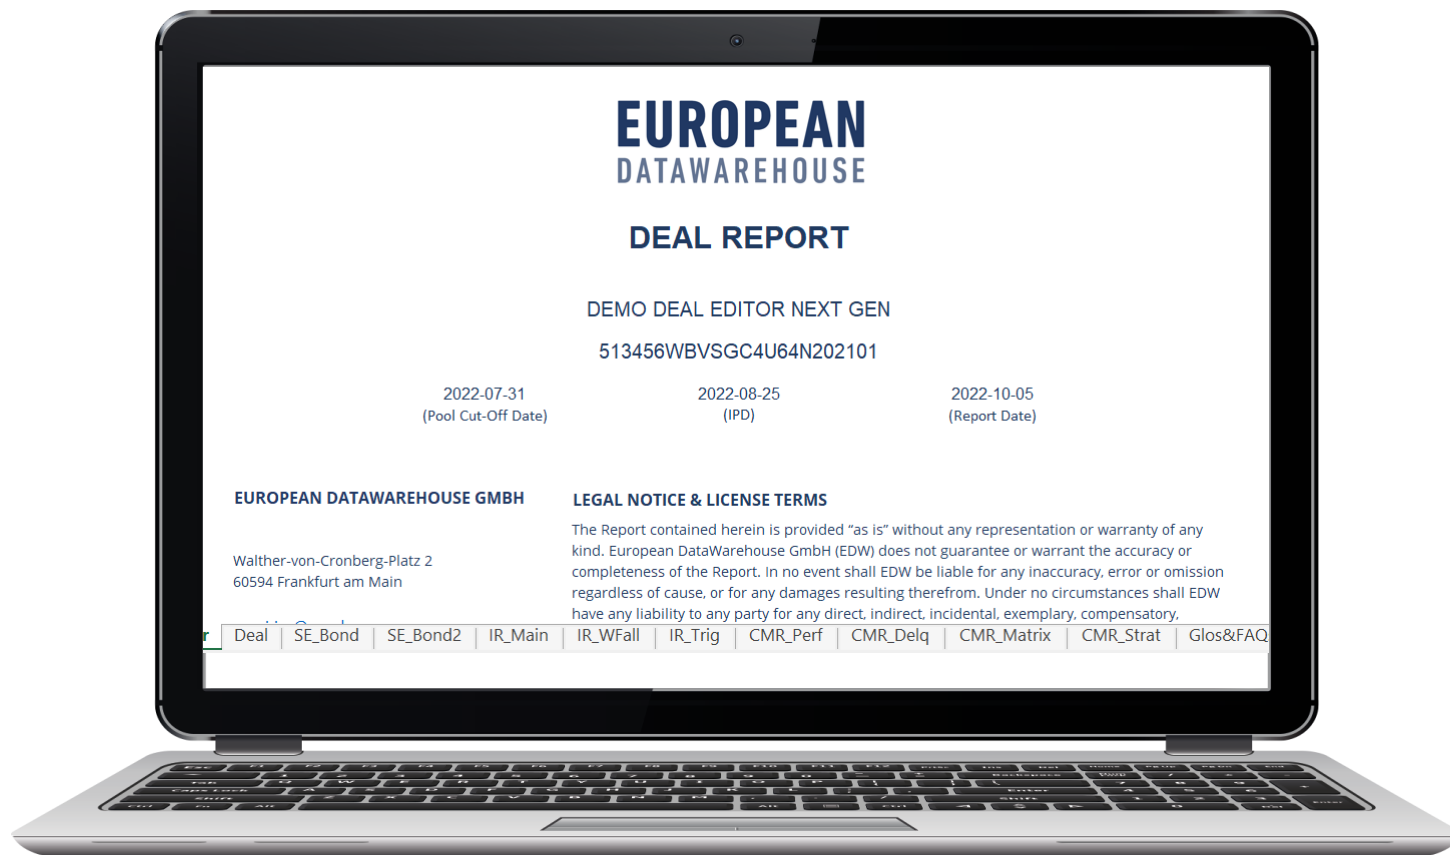 EUROPEAN
DATAWAREHOUSE
DEAL REPORT
DEMO DEAL EDITOR NEXT GEN
513456WBVSGC4U64N202101
2022-07-31 2022-08-25 2022-10-05
(Pool Cut-Off Date) (IPD) (Report Date)
EUROPEAN DATAWAREHOUSE GMBH
Walther-von-Cronberg-Platz 2
60594 Frankfurt am Main
LEGAL NOTICE & LICENSE TERMS
The Report contained herein is provided “as is” without any representation or warranty of any
kind. European DataWarehouse GmbH (EDW) does not guarantee or warrant the accuracy or
completeness of the Report. In no event shall EDW be liable for any inaccuracy, error or omission
regardless of cause, or for any damages resulting therefrom. Under no circumstances shall EDW
have any liability to any party for any direct, indirect, incidental, exemplary, compensatory,
r Deal SE_Bond SE_Bond2 IR_Main IR_WFall IR_Trig CMR_Perf CMR_Delq CMR_Matrix CMR_Strat Glos&FAQ